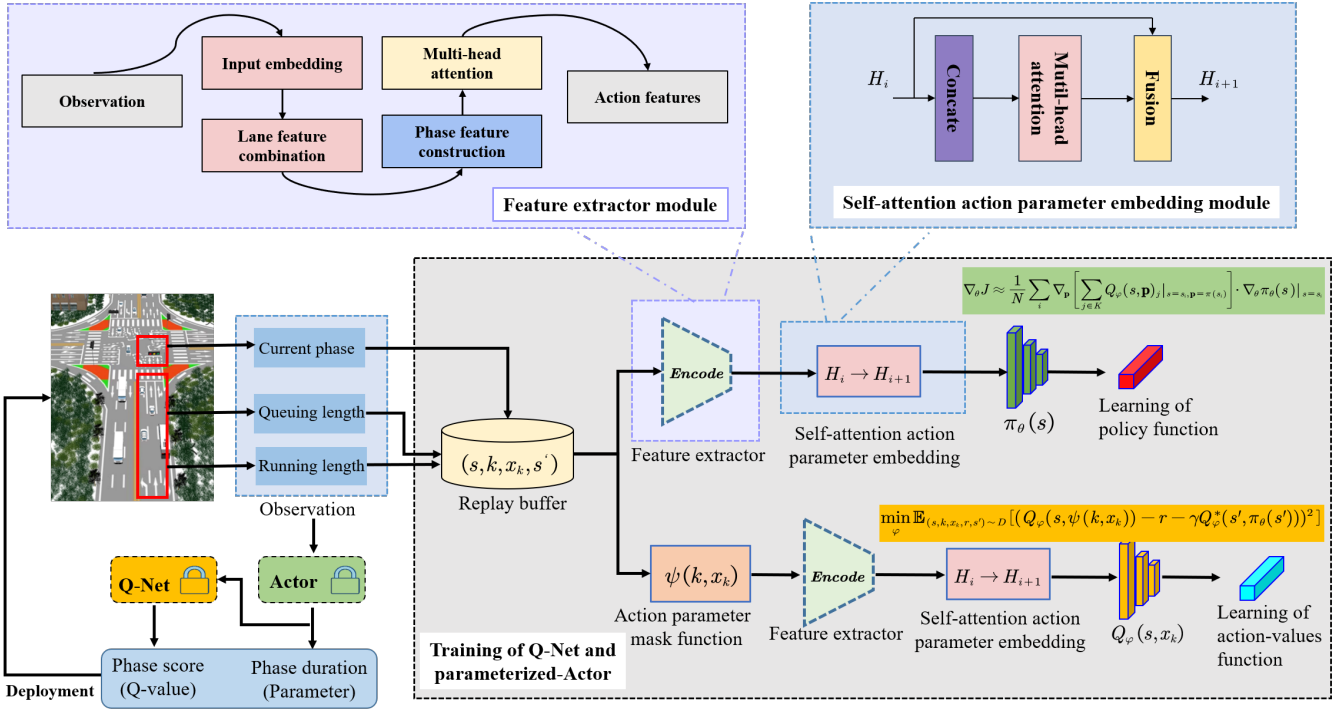 Observation
Input embedding
Lane feature
combination
Multi-head
attention
Phase feature
construction
Action features
Feature extractor module
H_i
Concate
Mutil-head
attention
Fusion
H_{i+1}
Self-attention action parameter embedding module
Current phase
Queuing length
Running length
Observation
Q-Net
Actor
Phase score
(Q-value)
Phase duration
(Parameter)
Deployment
(s, k, x_k, s‘)
Replay buffer
Encode
Feature extractor
H_i → H_{i+1}
Self-attention action
parameter embedding
∇_θ J ≈ \frac{1}{N} ∑_i ∇_p [∑_{j∈K} Q_φ(s, p)_j|_{s=s_i, p=π(s_i)}] · ∇_θ π_θ(s)|_{s=s_i}
π_θ(s)
Learning of
policy function
ψ(k, x_k)
Action parameter
mask function
Encode
Feature extractor
H_i → H_{i+1}
Self-attention action
parameter embedding
min_φ 𝔼_{(s,k,x_k,r,s′)∼D} [(Q_φ(s, ψ(k, x_k)) − r − γQ*_φ(s′, π_θ(s′)))²]
Q_φ(s, x_k)
Learning of
action-values
function
Training of Q-Net and
parameterized-Actor